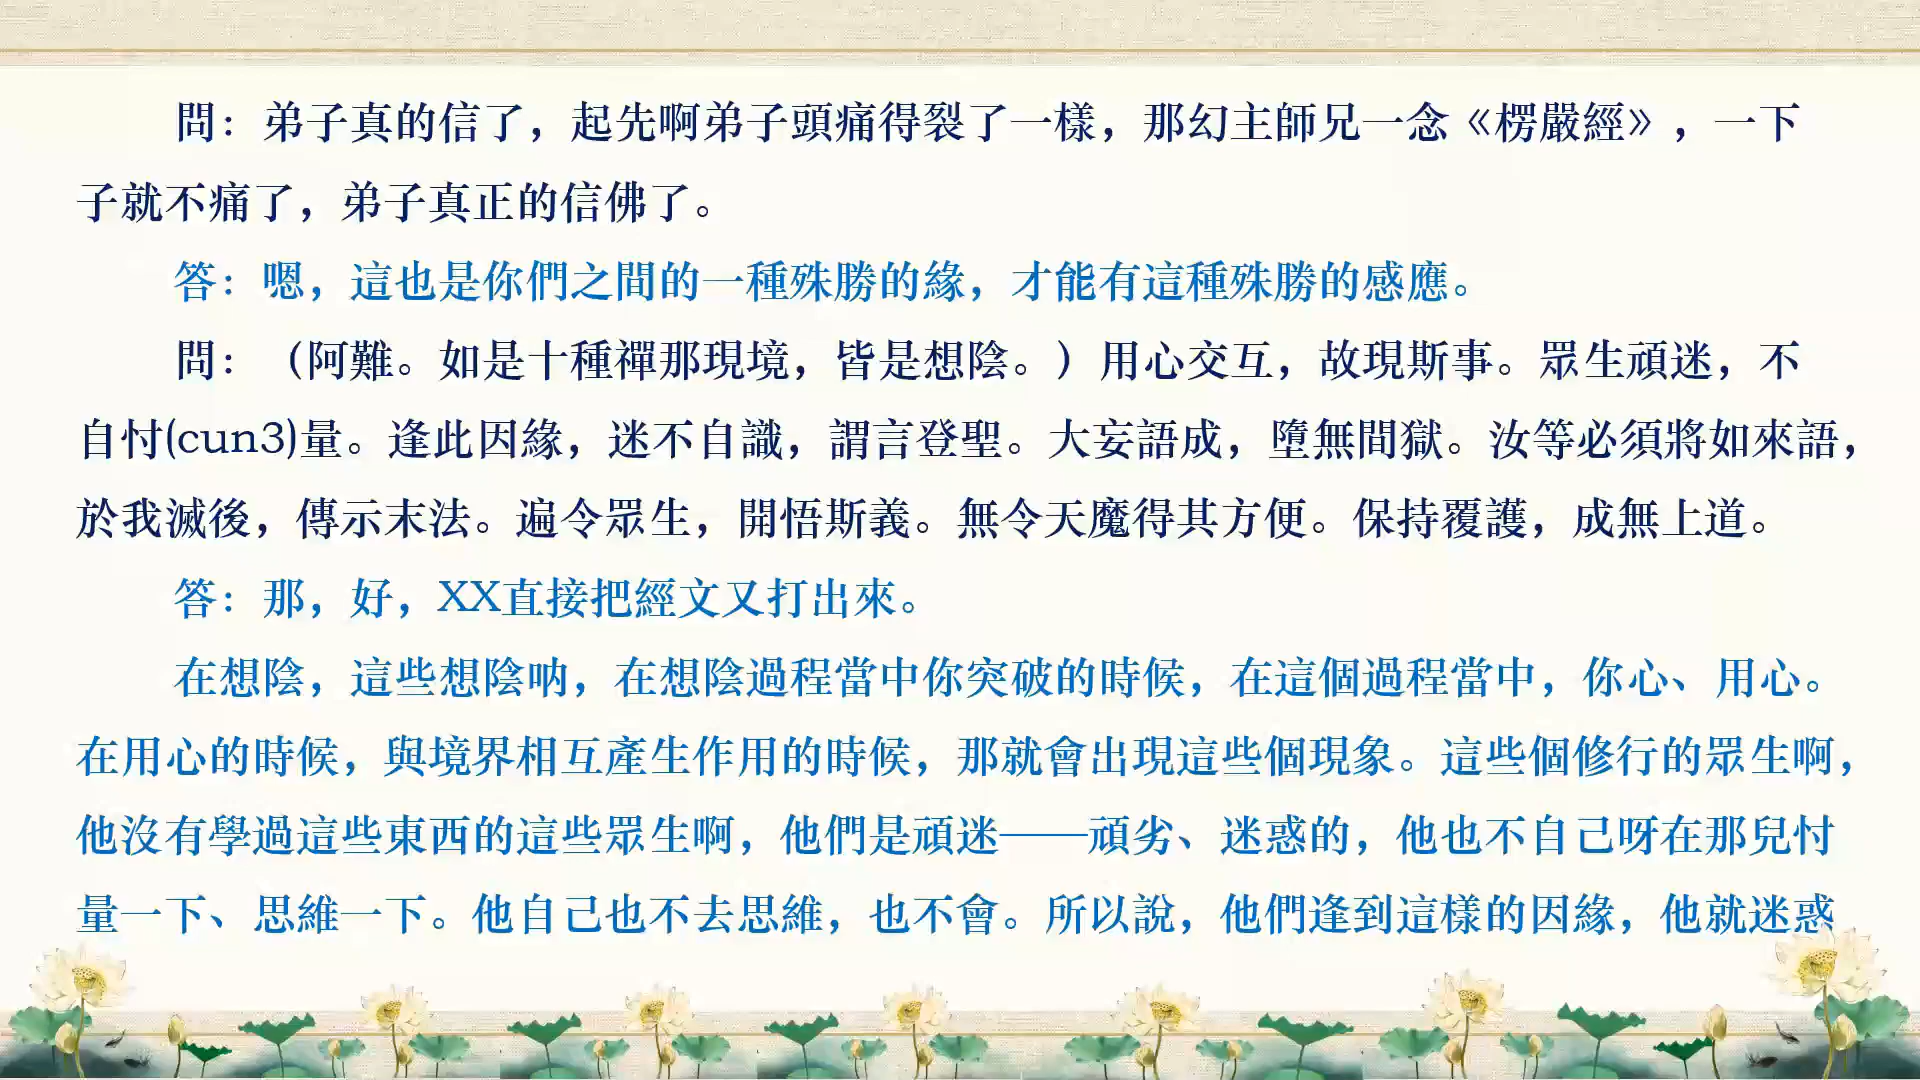 問：弟子真的信了，起先啊弟子頭痛得裂了一樣，那幻主師兄一念《楞嚴經》，一下
子就不痛了，弟子真正的信佛了。
答：嗯，這也是你們之間的一種殊勝的緣，才能有這種殊勝的感應。
問：（阿難。如是十種禪那現境，皆是想陰。）用心交互，故現斯事。眾生頑迷，不
自忖(cun3)量。逢此因緣，迷不自識，謂言登聖。大妄語成，墮無間獄。汝等必須將如來語，
於我滅後，傳示末法。遍令眾生，開悟斯義。無令天魔得其方便。保持覆護，成無上道。
答：那，好，XX直接把經文又打出來。
在想陰，這些想陰吶，在想陰過程當中你突破的時候，在這個過程當中，你心、用心。
在用心的時候，與境界相互產生作用的時候，那就會出現這些個現象。這些個修行的眾生啊，
他沒有學過這些東西的這些眾生啊，他們是頑迷——頑劣、迷惑的，他也不自己呀在那兒忖
量一下、思維一下。他自己也不去思維，也不會。所以說，他們逢到這樣的因緣，他就迷惑